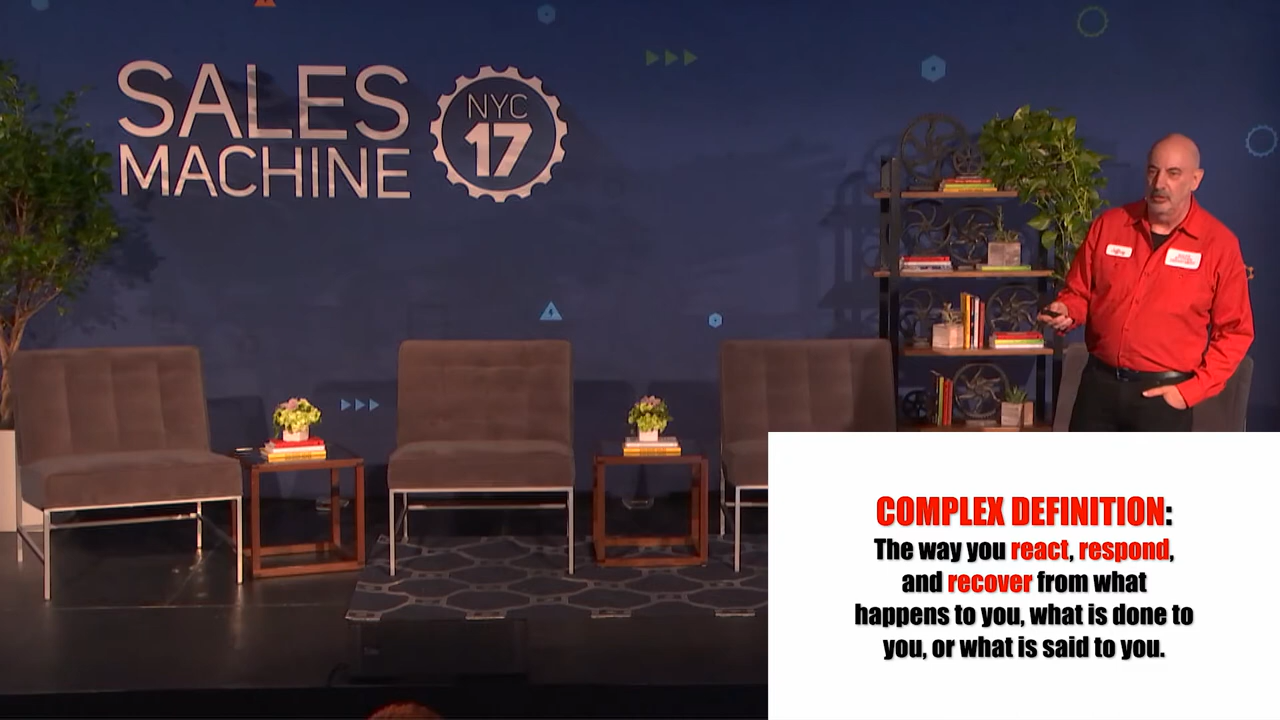 SALES
MACHINE
NYC
17
COMPLEX DEFINITION:
The way you react, respond,
and recover from what
happens to you, what is done to
you, or what is said to you.